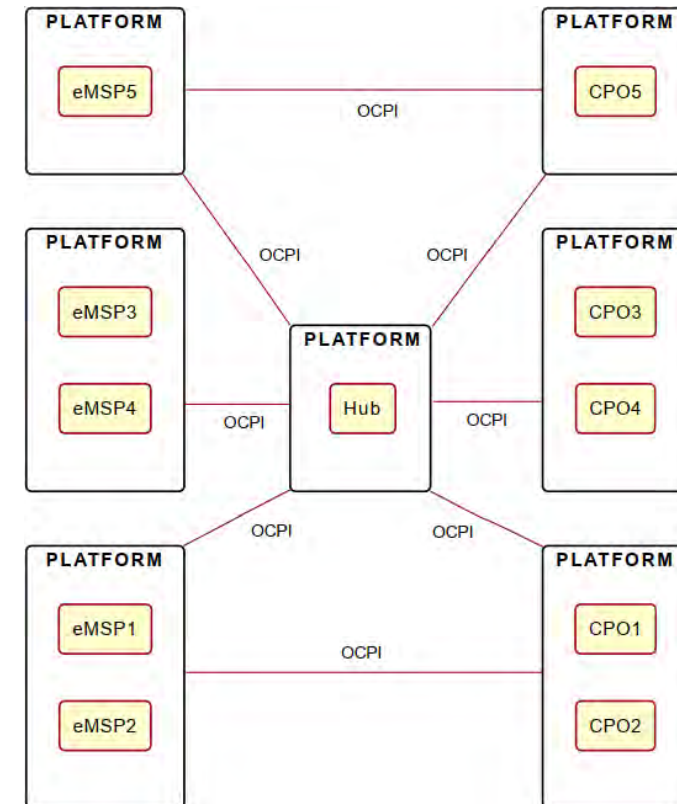 PLATFORM
eMSP5
OCPI
PLATFORM
CPO5
OCPI
OCPI
PLATFORM
eMSP3
eMSP4
OCPI
PLATFORM
Hub
OCPI
PLATFORM
CPO3
CPO4
OCPI
OCPI
PLATFORM
eMSP1
eMSP2
OCPI
PLATFORM
CPO1
CPO2